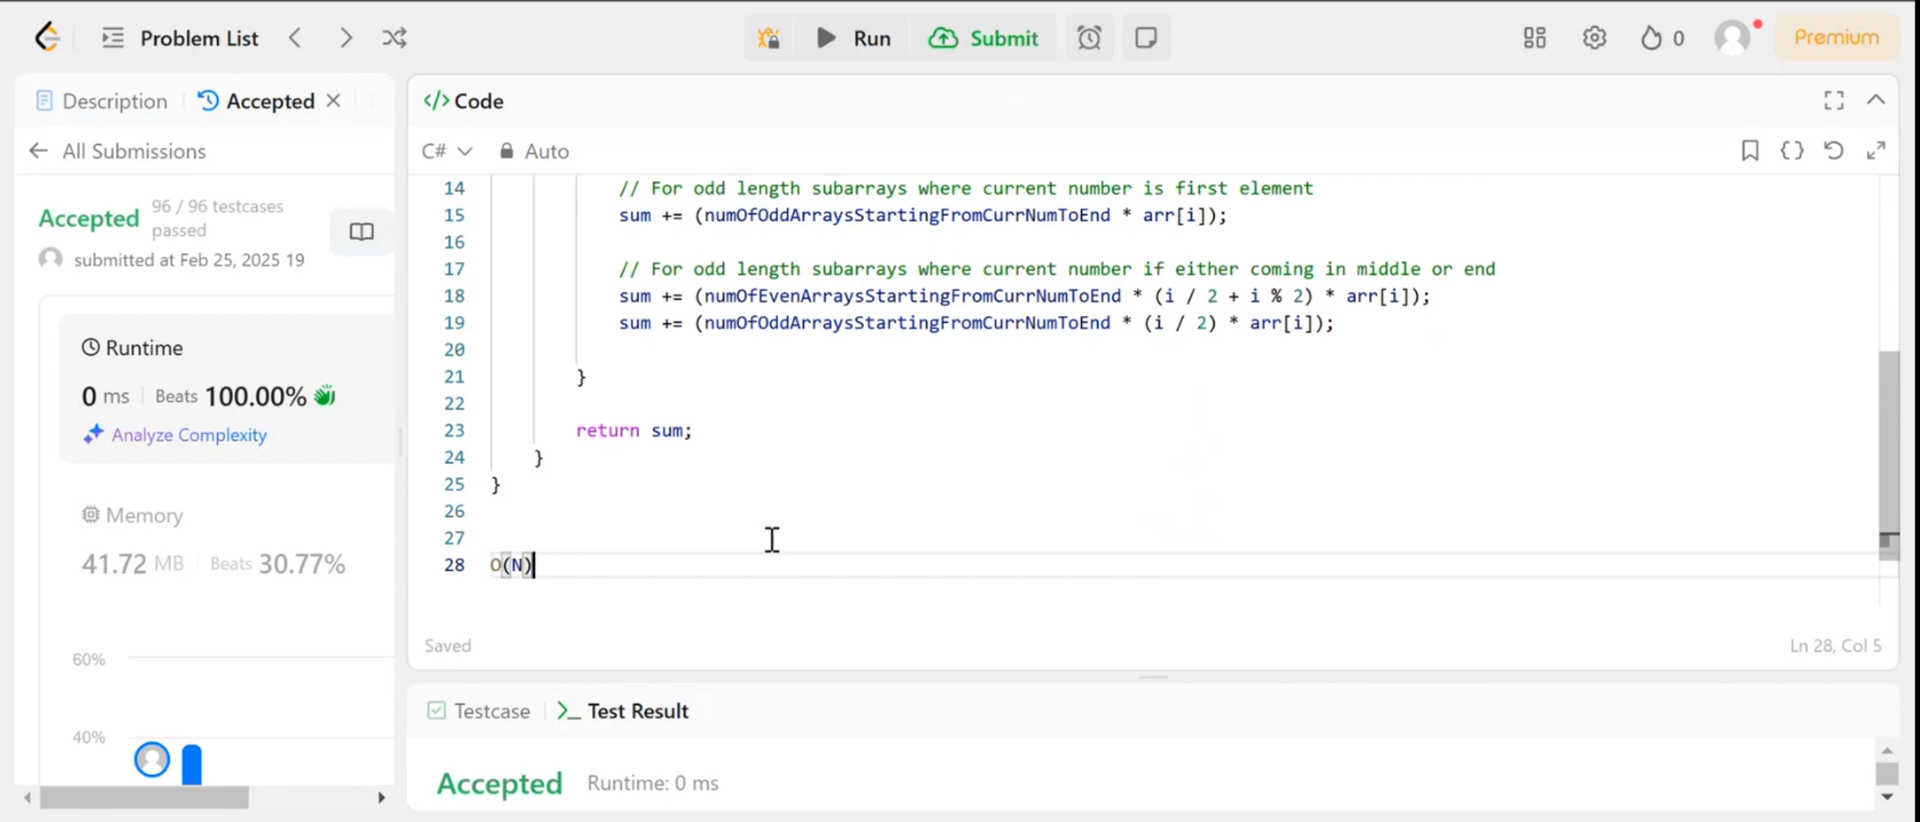 Problem List
Run
Submit
0
Premium
Description
Accepted
All Submissions
Accepted
96 / 96 testcases
passed
submitted at Feb 25, 2025 19
Runtime
0 ms
Beats 100.00%
Analyze Complexity
Memory
41.72 MB
Beats 30.77%
60%
40%
</> Code
C#
Auto
14 // For odd length subarrays where current number is first element
15 sum += (numOfOddArraysStartingFromCurrNumToEnd * arr[i]);
16
17 // For odd length subarrays where current number if either coming in middle or end
18 sum += (numOfEvenArraysStartingFromCurrNumToEnd * (i / 2 + i % 2) * arr[i]);
19 sum += (numOfOddArraysStartingFromCurrNumToEnd * (i / 2) * arr[i]);
20
21 }
22
23 return sum;
24 }
25 }
26
27
28 O(N)
Saved
Ln 28, Col 5
Testcase
>_ Test Result
Accepted
Runtime: 0 ms